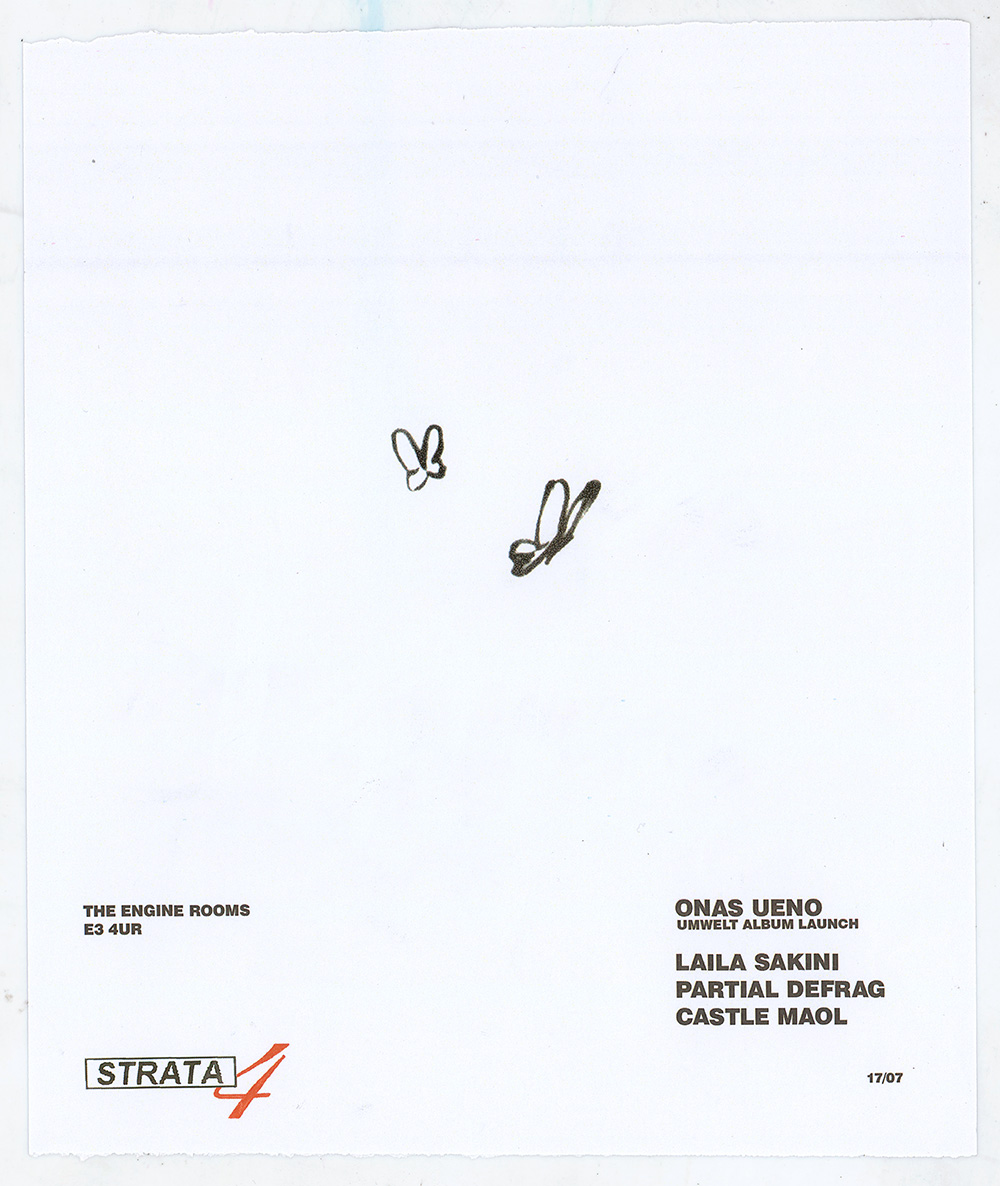 THE ENGINE ROOMS
E3 4UR
ONAS UENO
UMWELT ALBUM LAUNCH
LAILA SAKINI
PARTIAL DEFRAG
CASTLE MAOL
STRATA 4
17/07